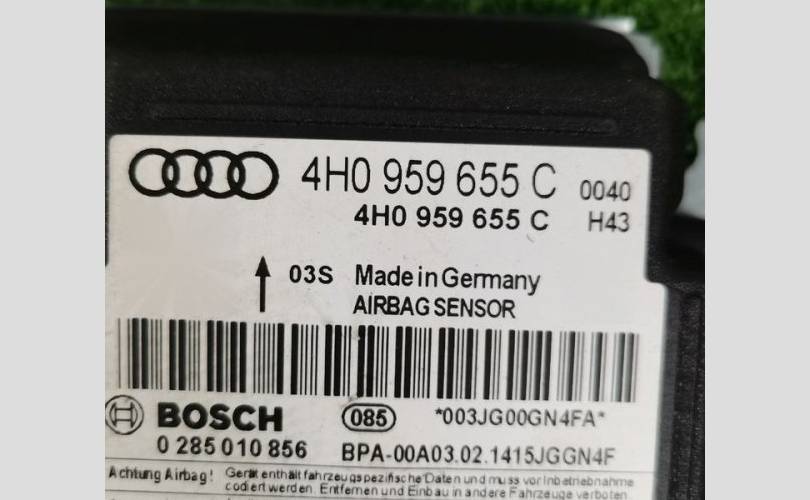 4H0 959 655 C 0040
4H0 959 655 C H43
03S Made in Germany
AIRBAG SENSOR
BOSCH 085 *003JG00GN4FA*
0 285 010 856 BPA-00A03.02.1415JGGN4F
Achtung Airbag! Gerät enthält fahrzeugspezifische Daten und muss vor Inbetriebnahme
codiert werden. Entfernen und Einbau in andere Fahrzeuge verboten